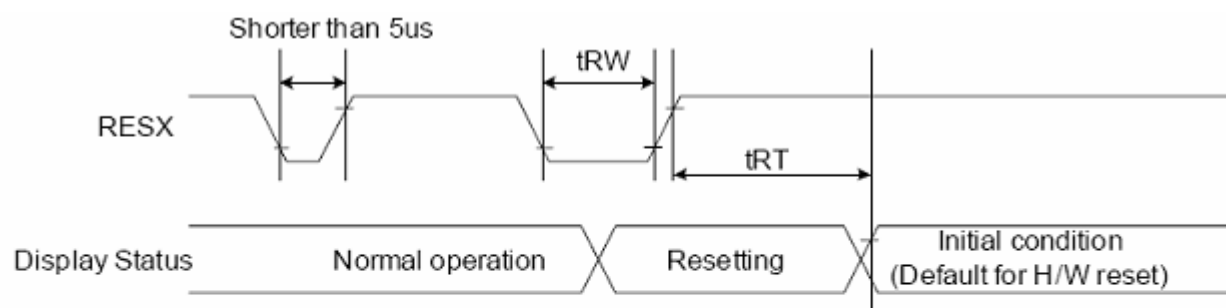 Shorter than 5us
tRW
RESX
tRT
Display Status
Normal operation
Resetting
Initial condition
(Default for H/W reset)